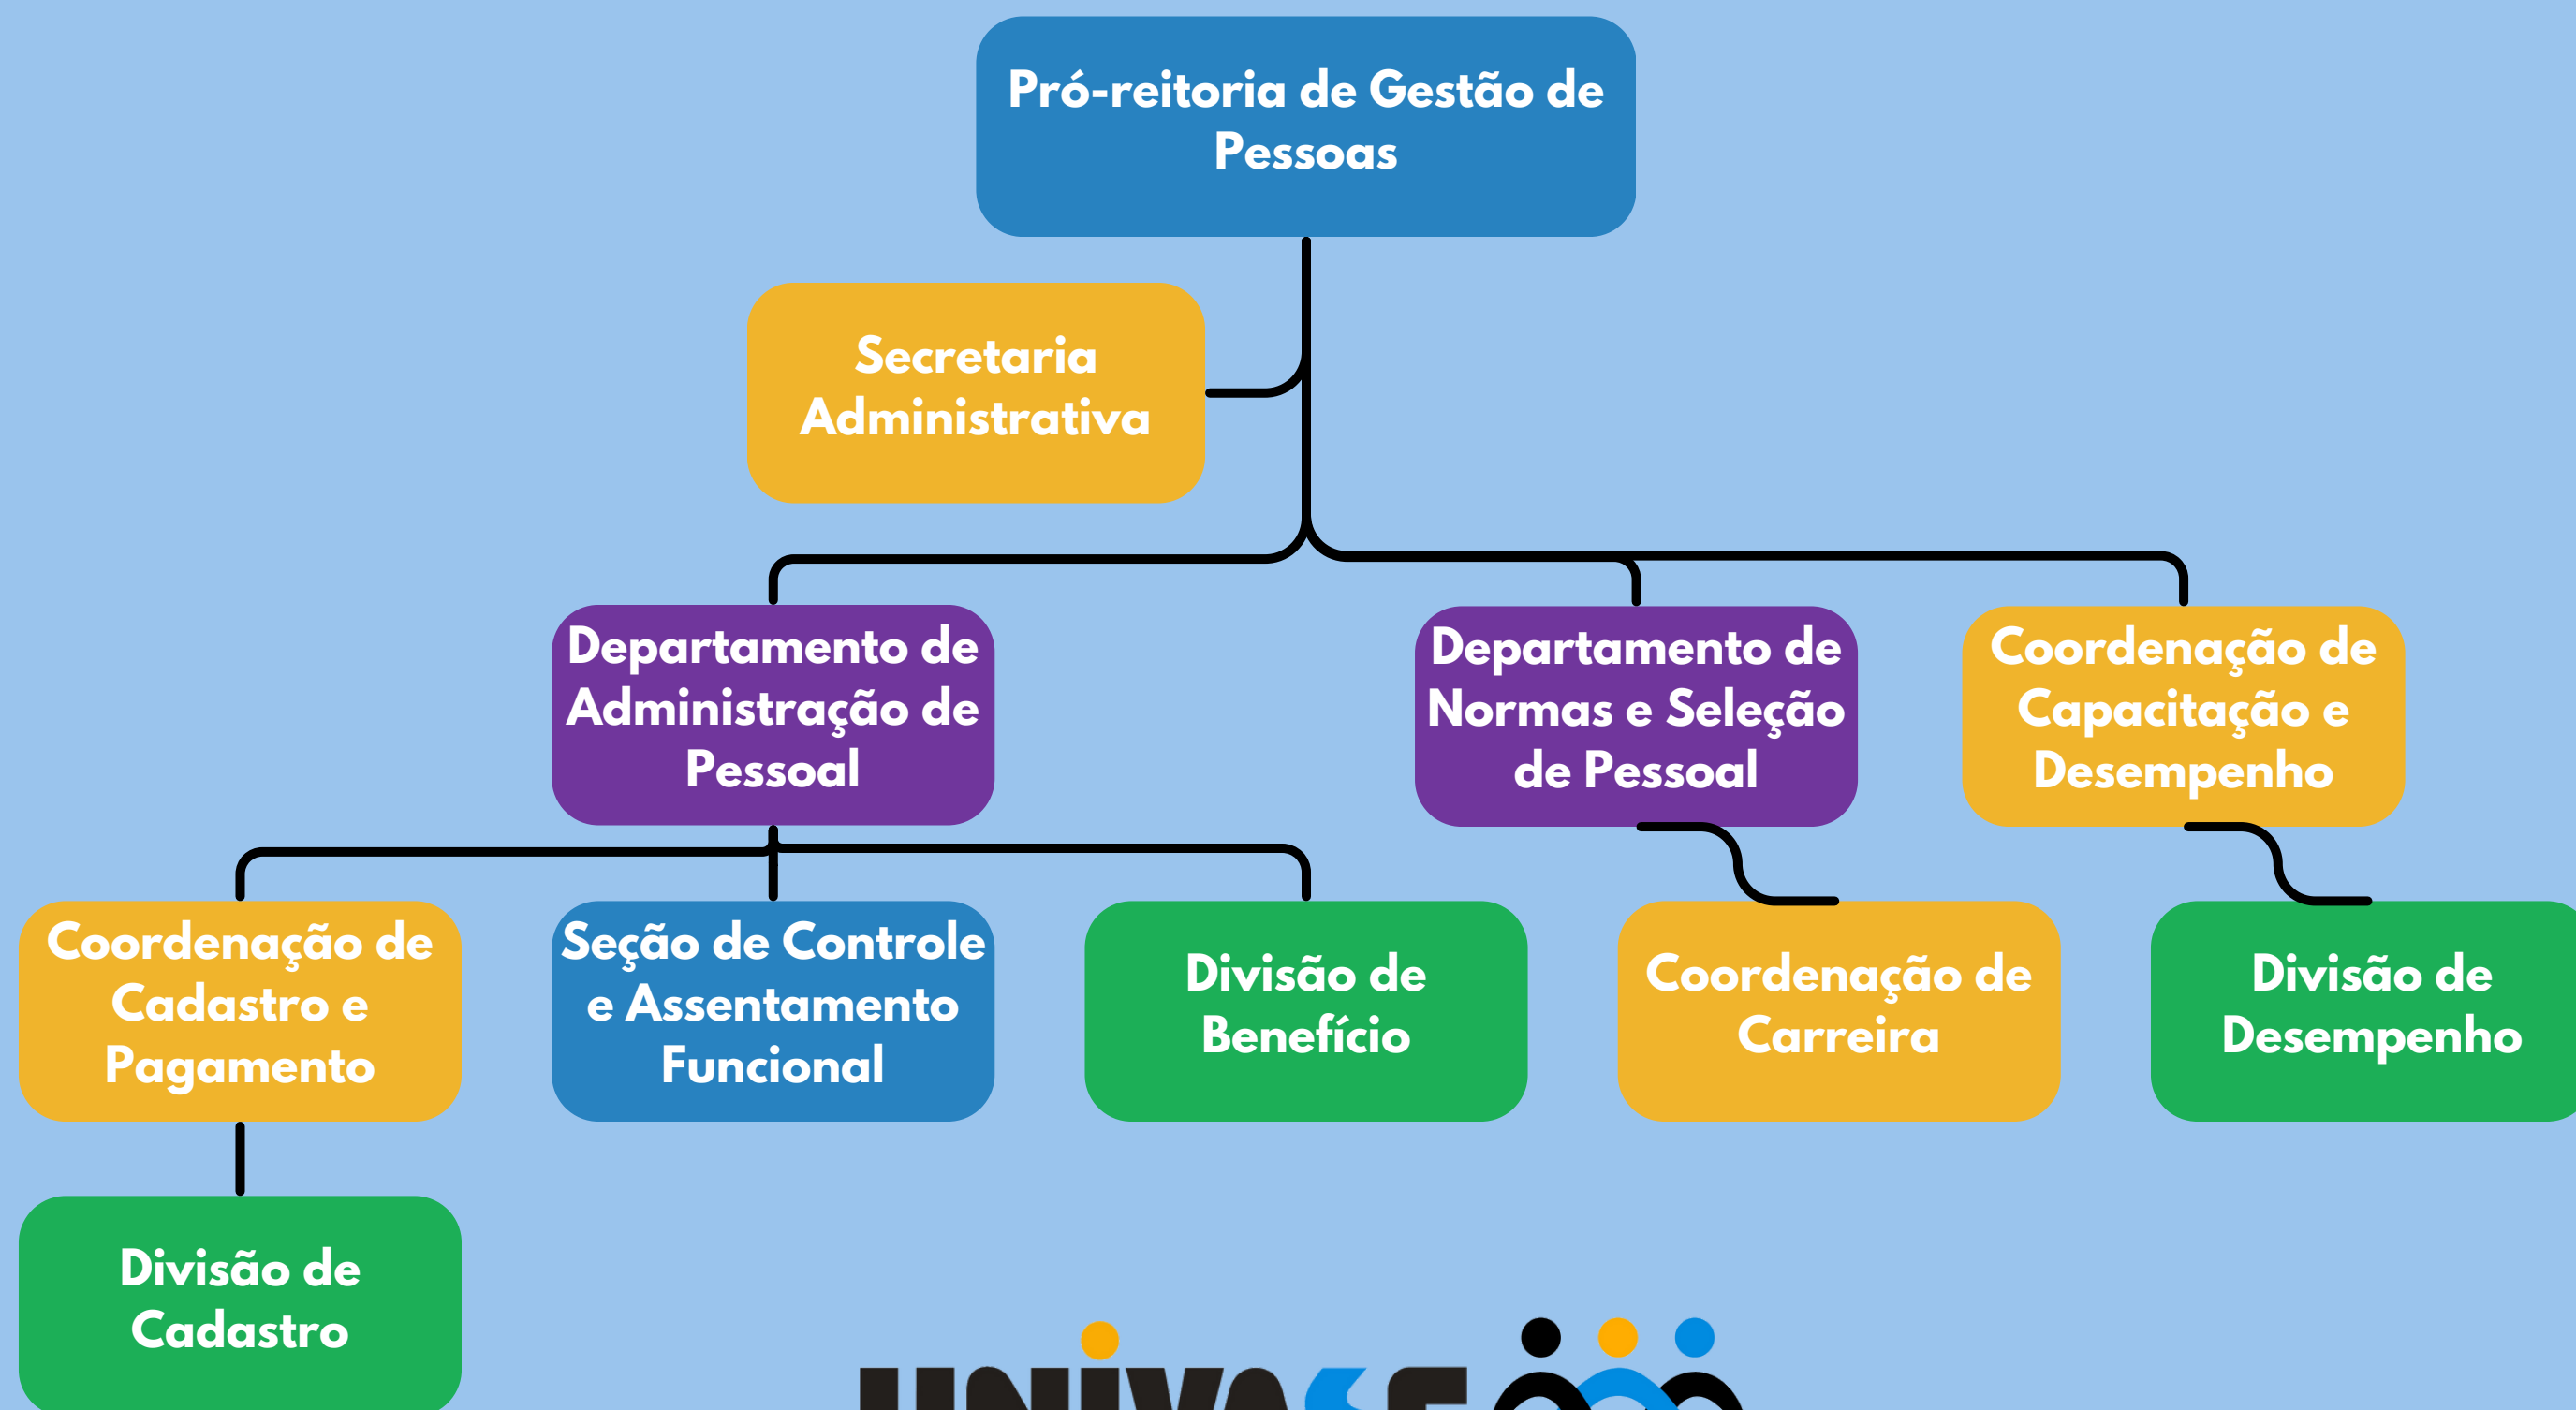 Pró-reitoria de Gestão de
Pessoas
Secretaria
Administrativa
Departamento de
Administração de
Pessoal
Departamento de
Normas e Seleção
de Pessoal
Coordenação de
Capacitação e
Desempenho
Coordenação de
Cadastro e
Pagamento
Seção de Controle
e Assentamento
Funcional
Divisão de
Benefício
Coordenação de
Carreira
Divisão de
Desempenho
Divisão de
Cadastro